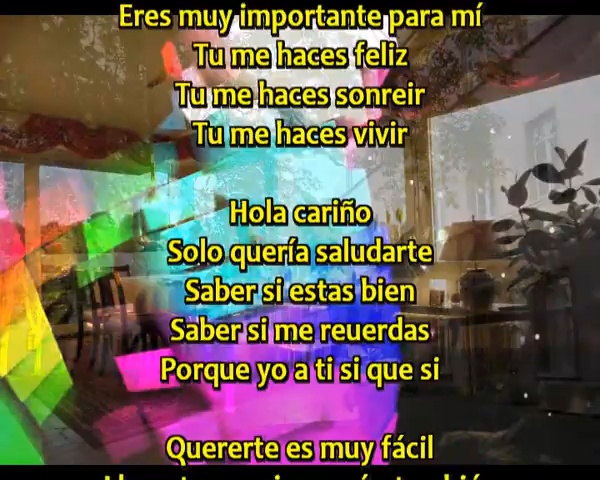 Eres muy importante para mí
Tu me haces feliz
Tu me haces sonreir
Tu me haces vivir
Hola cariño
Solo quería saludarte
Saber si estas bien
Saber si me reuerdas
Porque yo a ti si que si
Quererte es muy fácil